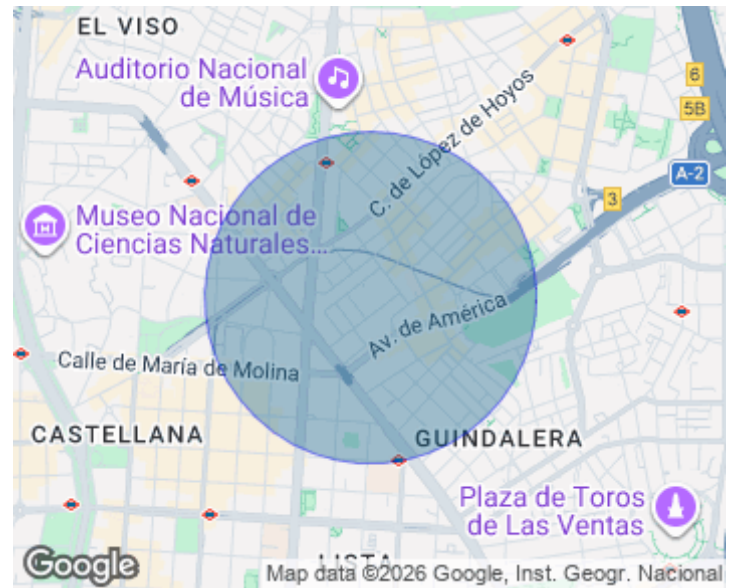 EL VISO
Auditorio Nacional
de Música
6
5B
C. de López de Hoyos
A-2
3
Museo Nacional de
Ciencias Naturales...
Av. de América
Calle de María de Molina
CASTELLANA
GUINDALERA
Plaza de Toros
de Las Ventas
LISTA
Google
Map data ©2026 Google, Inst. Geogr. Nacional